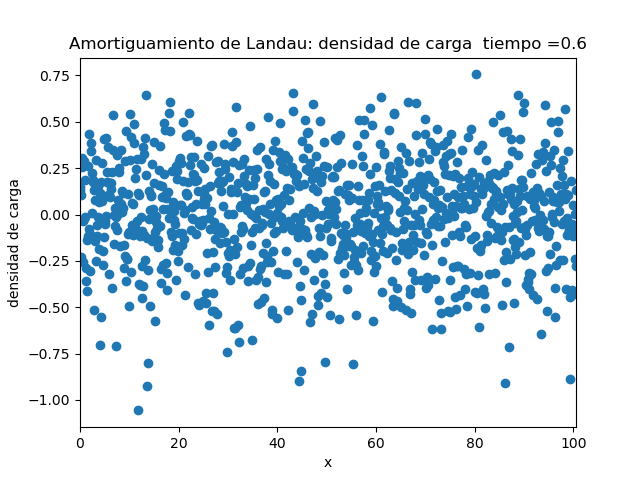 Amortiguamiento de Landau: densidad de carga  tiempo =0.6
densidad de carga
0.75
0.50
0.25
0.00
−0.25
−0.50
−0.75
−1.00
0 20 40 60 80 100
x